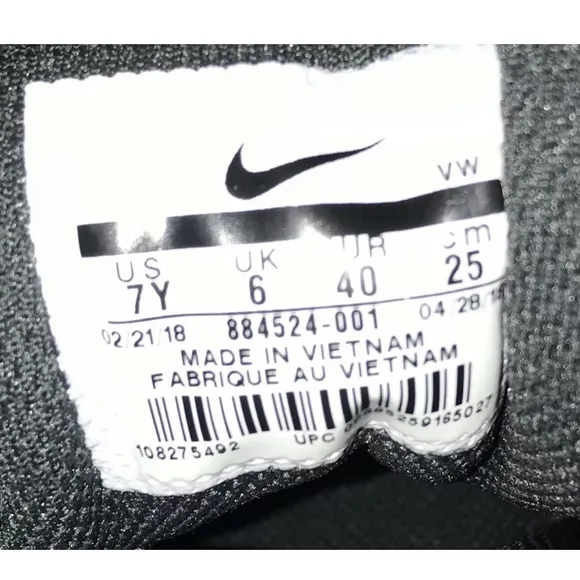 VW
US UK EUR cm
7Y 6 40 25
02/21/18 884524-001 04/28/18
MADE IN VIETNAM
FABRIQUE AU VIETNAM
108275492 UPC